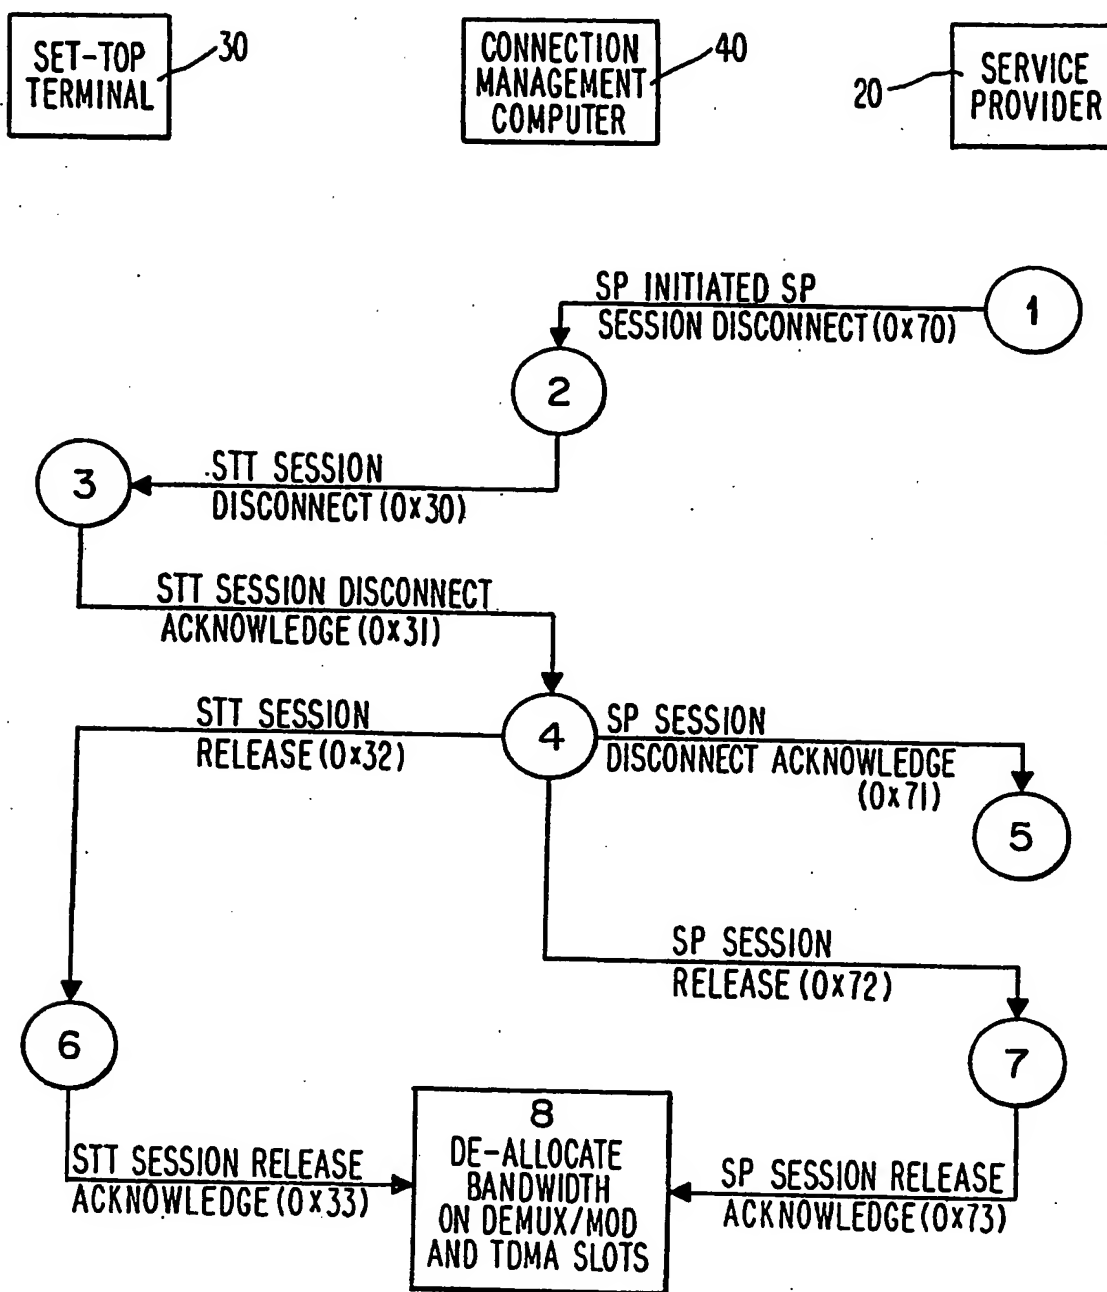 SET-TOP
TERMINAL
30
CONNECTION
MANAGEMENT
COMPUTER
40
20
SERVICE
PROVIDER
1
SP INITIATED SP
SESSION DISCONNECT (0x70)
2
3
STT SESSION
DISCONNECT (0x30)
STT SESSION DISCONNECT
ACKNOWLEDGE (0x31)
STT SESSION
RELEASE (0x32)
4
SP SESSION
DISCONNECT ACKNOWLEDGE
(0x71)
5
SP SESSION
RELEASE (0x72)
6
7
8
DE-ALLOCATE
BANDWIDTH
ON DEMUX/MOD
AND TDMA SLOTS
STT SESSION RELEASE
ACKNOWLEDGE (0x33)
SP SESSION RELEASE
ACKNOWLEDGE (0x73)